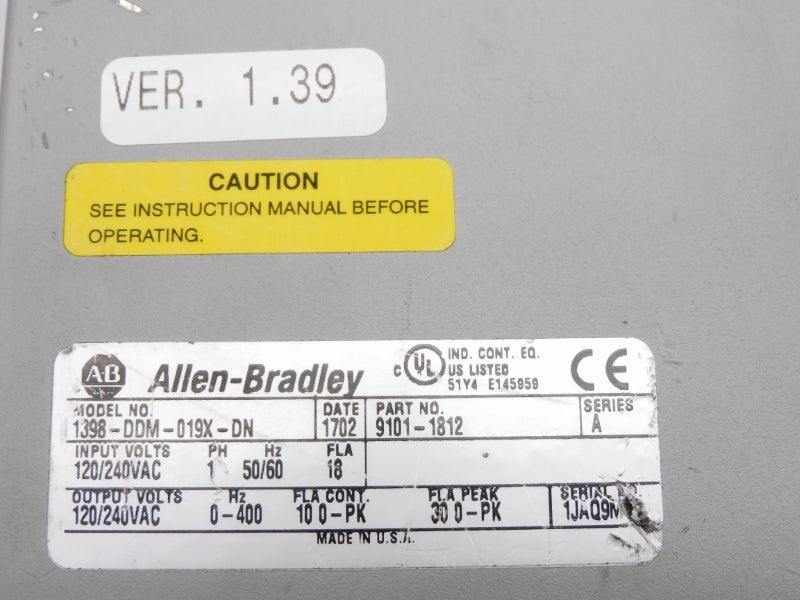 VER. 1.39
CAUTION
SEE INSTRUCTION MANUAL BEFORE
OPERATING.
AB Allen-Bradley
C UL IND. CONT. EQ.
US LISTED
51Y4 E145959
CE
MODEL NO. DATE PART NO. SERIES
1398-DDM-019X-DN 1702 9101-1812 A
INPUT VOLTS PH Hz FLA
120/240VAC 1 50/60 18
OUTPUT VOLTS Hz FLA CONT. FLA PEAK SERIAL
120/240VAC 0-400 10 0-PK 30 0-PK
MADE IN U.S.A.